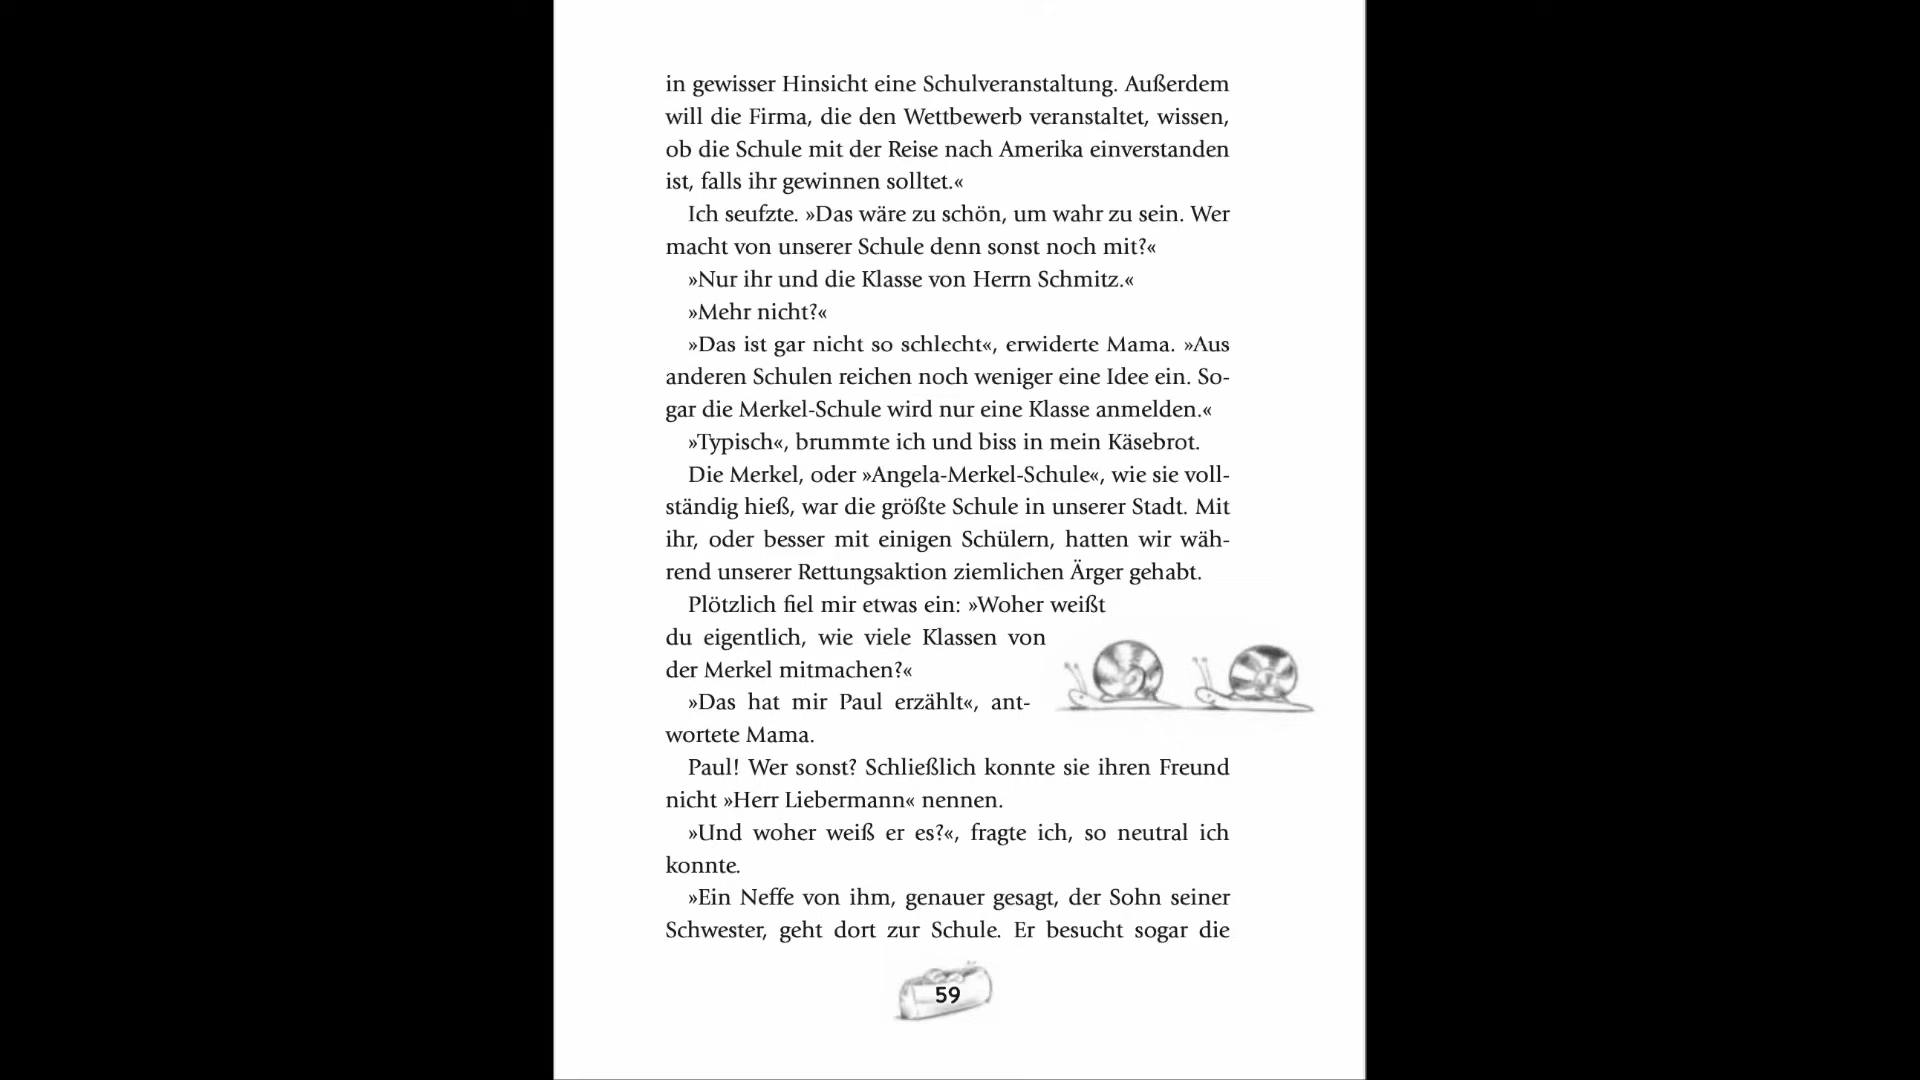 in gewisser Hinsicht eine Schulveranstaltung. Außerdem
will die Firma, die den Wettbewerb veranstaltet, wissen,
ob die Schule mit der Reise nach Amerika einverstanden
ist, falls ihr gewinnen solltet.«
Ich seufzte. »Das wäre zu schön, um wahr zu sein. Wer
macht von unserer Schule denn sonst noch mit?«
»Nur ihr und die Klasse von Herrn Schmitz.«
»Mehr nicht?«
»Das ist gar nicht so schlecht«, erwiderte Mama. »Aus
anderen Schulen reichen noch weniger eine Idee ein. So-
gar die Merkel-Schule wird nur eine Klasse anmelden.«
»Typisch«, brummte ich und biss in mein Käsebrot.
Die Merkel, oder »Angela-Merkel-Schule«, wie sie voll-
ständig hieß, war die größte Schule in unserer Stadt. Mit
ihr, oder besser mit einigen Schülern, hatten wir wäh-
rend unserer Rettungsaktion ziemlichen Ärger gehabt.
Plötzlich fiel mir etwas ein: »Woher weißt
du eigentlich, wie viele Klassen von
der Merkel mitmachen?«
»Das hat mir Paul erzählt«, ant-
wortete Mama.
Paul! Wer sonst? Schließlich konnte sie ihren Freund
nicht »Herr Liebermann« nennen.
»Und woher weiß er es?«, fragte ich, so neutral ich
konnte.
»Ein Neffe von ihm, genauer gesagt, der Sohn seiner
Schwester, geht dort zur Schule. Er besucht sogar die
59